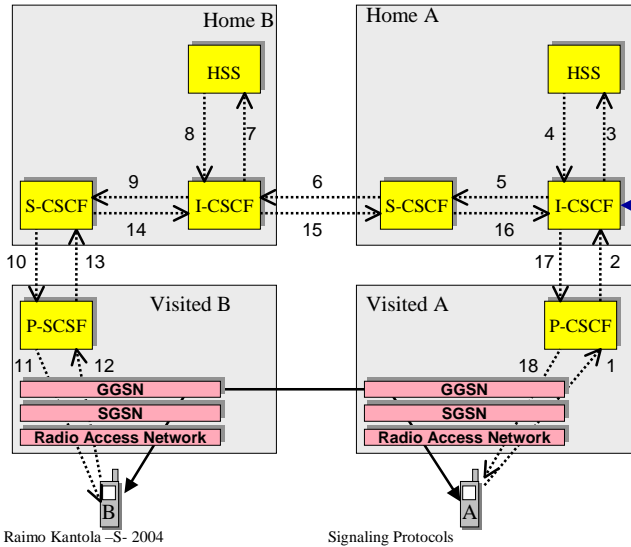 Home B
Home A
HSS
HSS
8
7
4
3
9
6
5
S-CSCF
I-CSCF
S-CSCF
I-CSCF
14
15
16
10
13
17
2
Visited B
Visited A
P-SCSF
P-CSCF
11
12
18
1
GGSN
GGSN
SGSN
SGSN
Radio Access Network
Radio Access Network
B
A
Raimo Kantola –S- 2004
Signaling Protocols